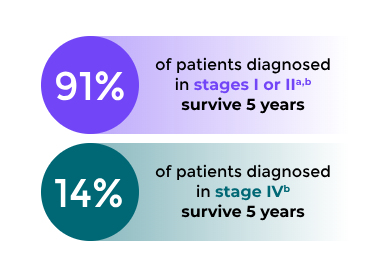 91%
of patients diagnosed
in stages I or IIᵃ,ᵇ
survive 5 years
14%
of patients diagnosed
in stage IVᵇ
survive 5 years